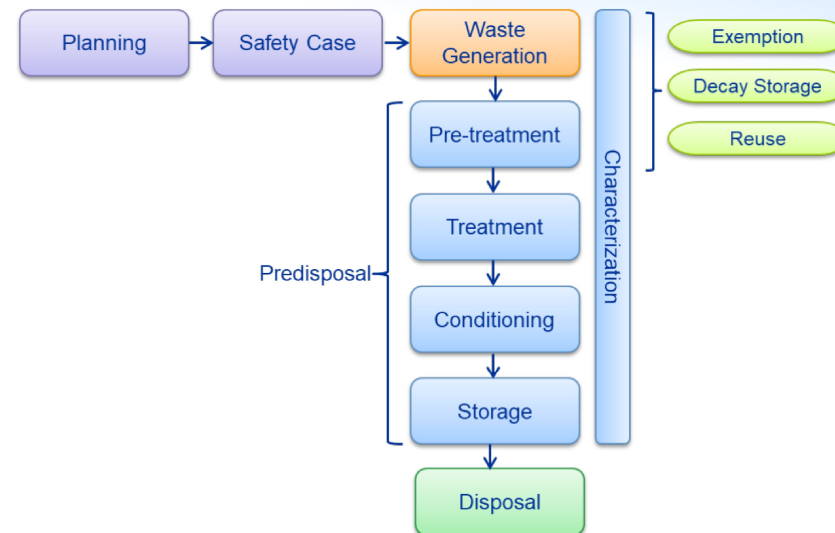 Planning
Safety Case
Waste
Generation
Exemption
Decay Storage
Reuse
Pre-treatment
Treatment
Characterization
Predisposal
Conditioning
Storage
Disposal